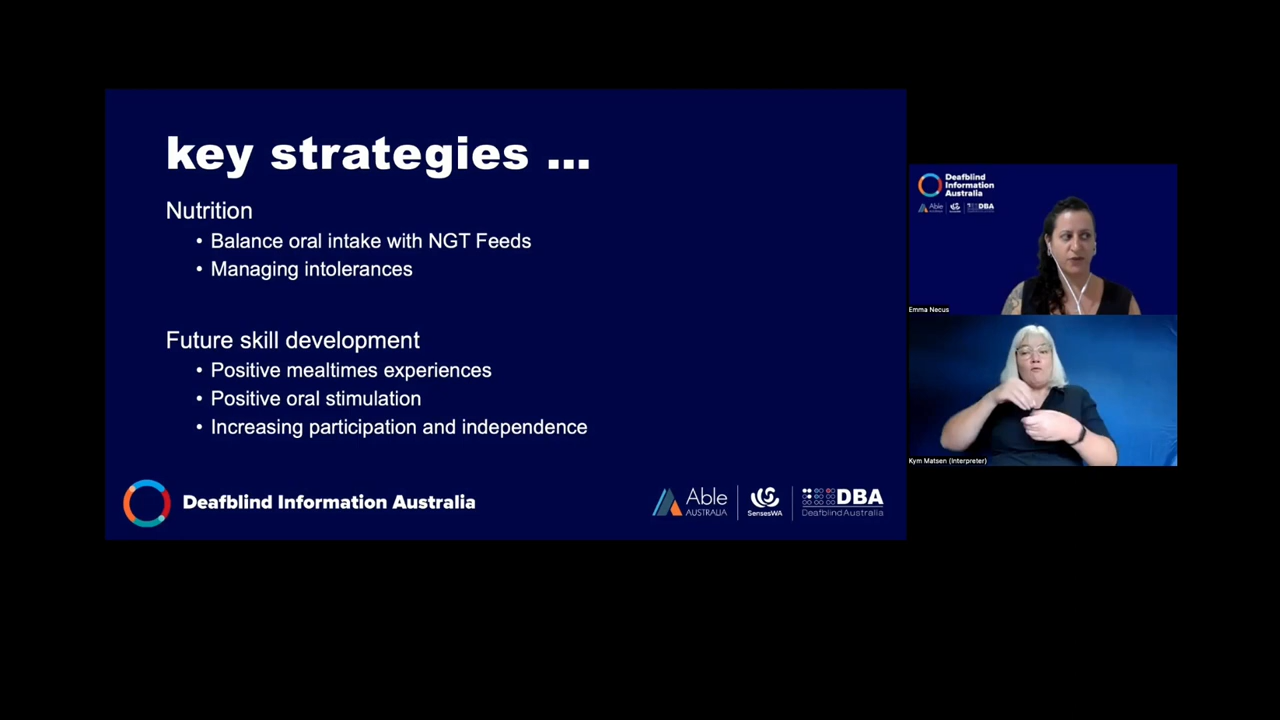 key strategies ...
Nutrition
• Balance oral intake with NGT Feeds
• Managing intolerances
Future skill development
• Positive mealtimes experiences
• Positive oral stimulation
• Increasing participation and independence
Deafblind Information Australia
Able
AUSTRALIA
SensesWA
DBA
DeafblindAustralia
Deafblind
Information
Australia
Able
DBA
Emma Necus
Kym Matsen (Interpreter)